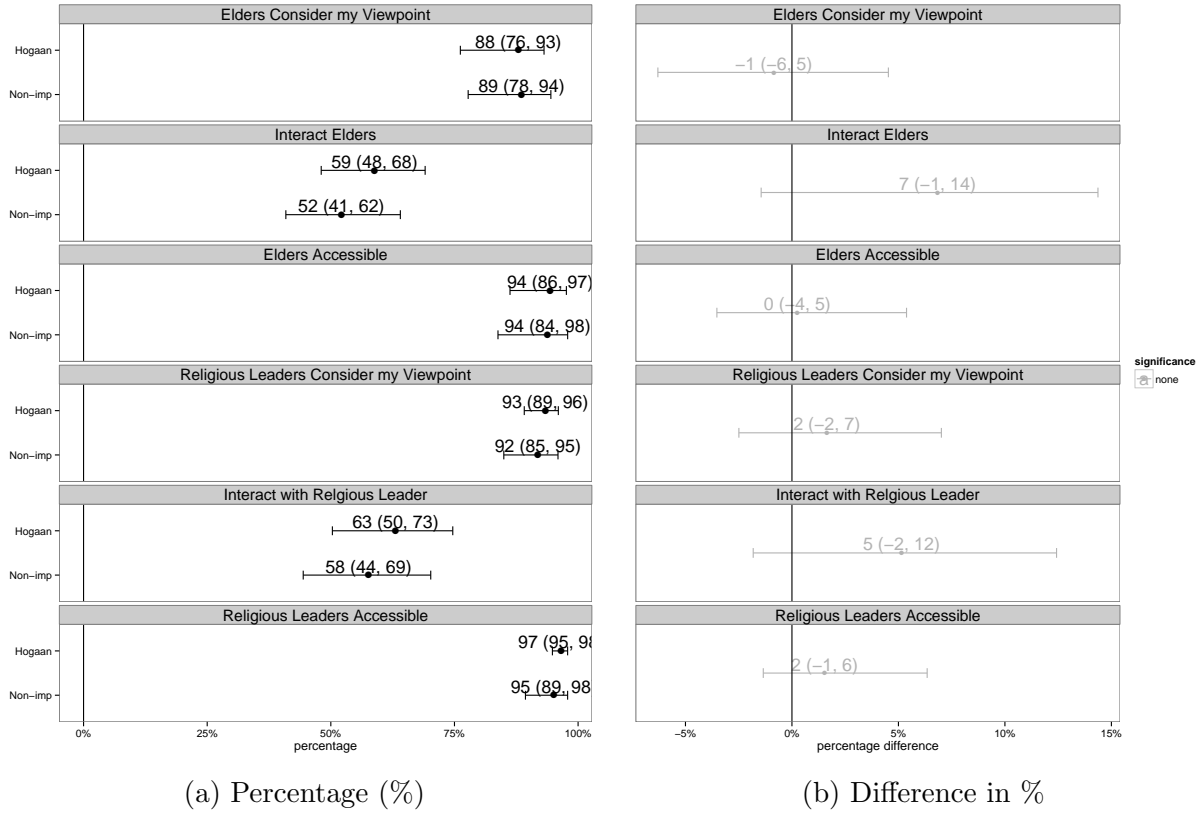 Elders Consider my Viewpoint
Hogaan
88 (76, 93)
Non−imp
89 (78, 94)
Interact Elders
Hogaan
59 (48, 68)
Non−imp
52 (41, 62)
Elders Accessible
Hogaan
94 (86, 97)
Non−imp
94 (84, 98)
Religious Leaders Consider my Viewpoint
Hogaan
93 (89, 96)
Non−imp
92 (85, 95)
Interact with Relgious Leader
Hogaan
63 (50, 73)
Non−imp
58 (44, 69)
Religious Leaders Accessible
Hogaan
97 (95, 98
Non−imp
95 (89, 98
0% 25% 50% 75% 100%
percentage
(a) Percentage (%)
Elders Consider my Viewpoint
−1 (−6, 5)
Interact Elders
7 (−1, 14)
Elders Accessible
0 (−4, 5)
Religious Leaders Consider my Viewpoint
2 (−2, 7)
Interact with Relgious Leader
5 (−2, 12)
Religious Leaders Accessible
2 (−1, 6)
−5% 0% 5% 10% 15%
percentage difference
(b) Difference in %
significance
a none